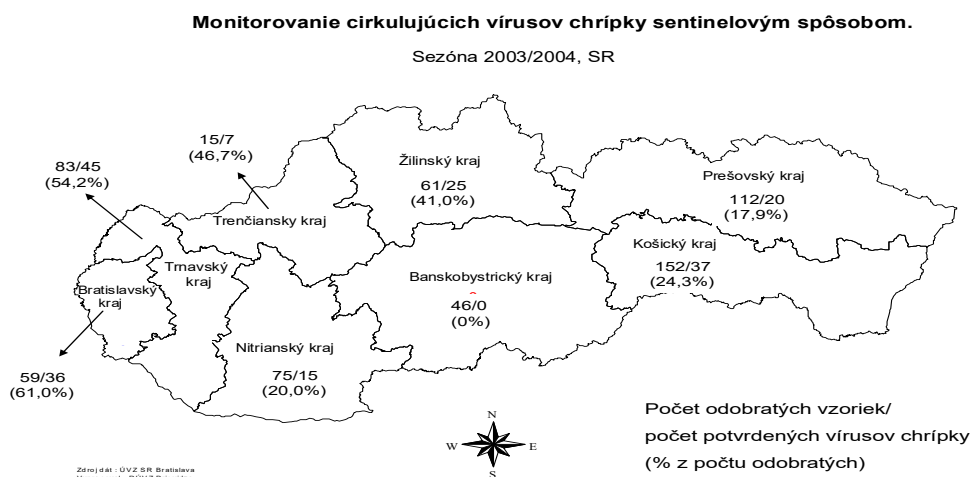 Monitorovanie cirkulujúcich vírusov chrípky sentinelovým spôsobom.
Sezóna 2003/2004, SR
15/7
(46,7%)
83/45
(54,2%)
Žilinský kraj
61/25
(41,0%)
Prešovský kraj
112/20
(17,9%)
Trenčiansky kraj
Košický kraj
152/37
(24,3%)
Trnavský
kraj
Banskobystrický kraj
46/0
(0%)
Bratislavský
kraj
Nitrianský kraj
75/15
(20,0%)
59/36
(61,0%)
N
W
E
S
Počet odobratých vzoriek/
počet potvrdených vírusov chrípky
(% z počtu odobratých)
Zdroj dát : ÚVZ SR Bratislava